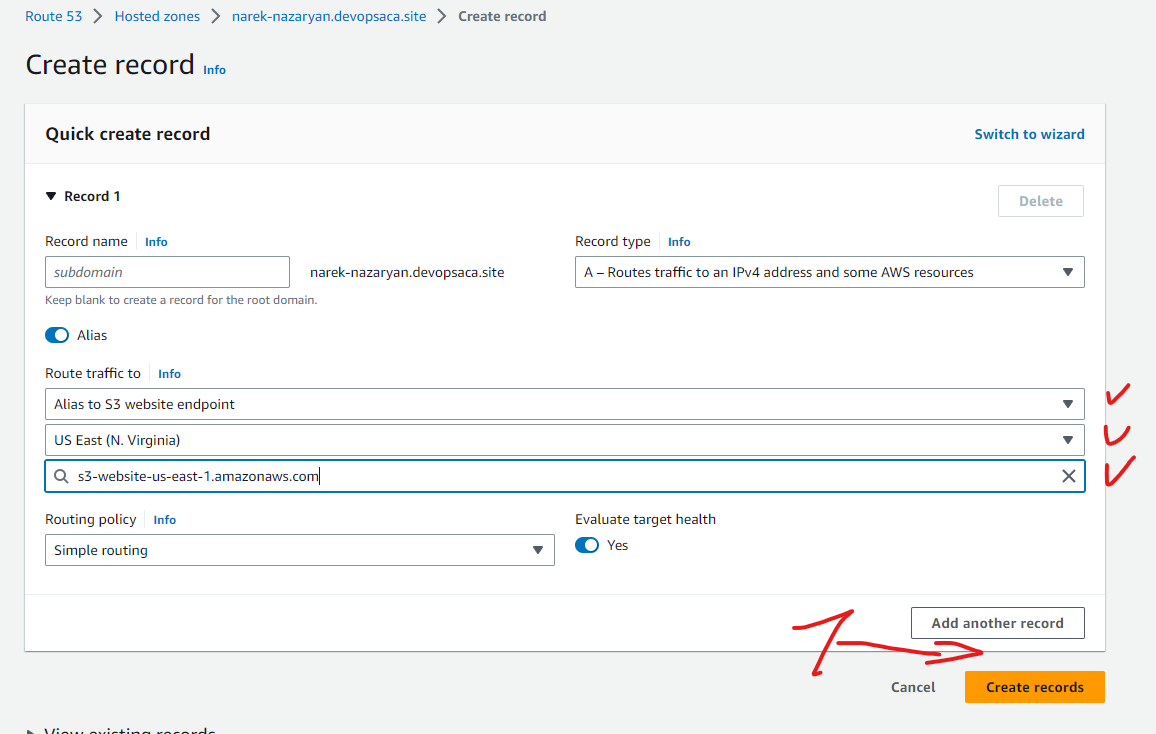 Route 53 > Hosted zones > narek-nazaryan.devopsaca.site > Create record
Create record Info
Quick create record Switch to wizard
Record 1 Delete
Record name Info Record type Info
subdomain narek-nazaryan.devopsaca.site A – Routes traffic to an IPv4 address and some AWS resources
Keep blank to create a record for the root domain.
Alias
Route traffic to Info
Alias to S3 website endpoint
US East (N. Virginia)
s3-website-us-east-1.amazonaws.com
Routing policy Info Evaluate target health
Simple routing Yes
Add another record
Cancel Create records
View existing records